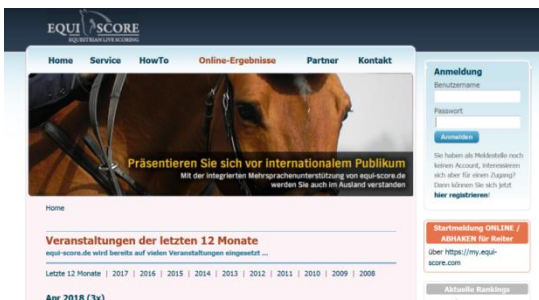 EQUI SCORE
EQUESTRIAN LIVE SCORING
Home Service HowTo Online-Ergebnisse Partner Kontakt
Präsentieren Sie sich vor internationalem Publikum
Mit der integrierten Mehrsprachenunterstützung von equi-score.de
werden Sie auch im Ausland verstanden
Home
Veranstaltungen der letzten 12 Monate
equi-score.de wird bereits auf vielen Veranstaltungen eingesetzt ...
Letzte 12 Monate | 2017 | 2016 | 2015 | 2014 | 2013 | 2012 | 2011 | 2010 | 2009 | 2008
Apr 2018 (3x)
Anmeldung
Benutzername
Passwort
Anmelden
Sie haben als Meldestelle noch
keinen Account, interessieren
sich aber für einen Zugang?
Dann können Sie sich jetzt
hier registrieren!
Startmeldung ONLINE /
ABHAKEN für Reiter
über https://my.equi-
score.com
Aktuelle Rankings